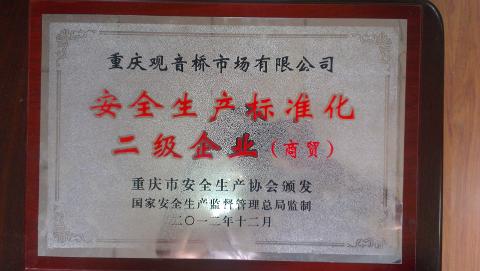 重庆观音桥市场有限公司
安全生产标准化
二级企业（商贸）
重庆市安全生产协会颁发
国家安全生产监督管理总局监制
二〇一二年十二月